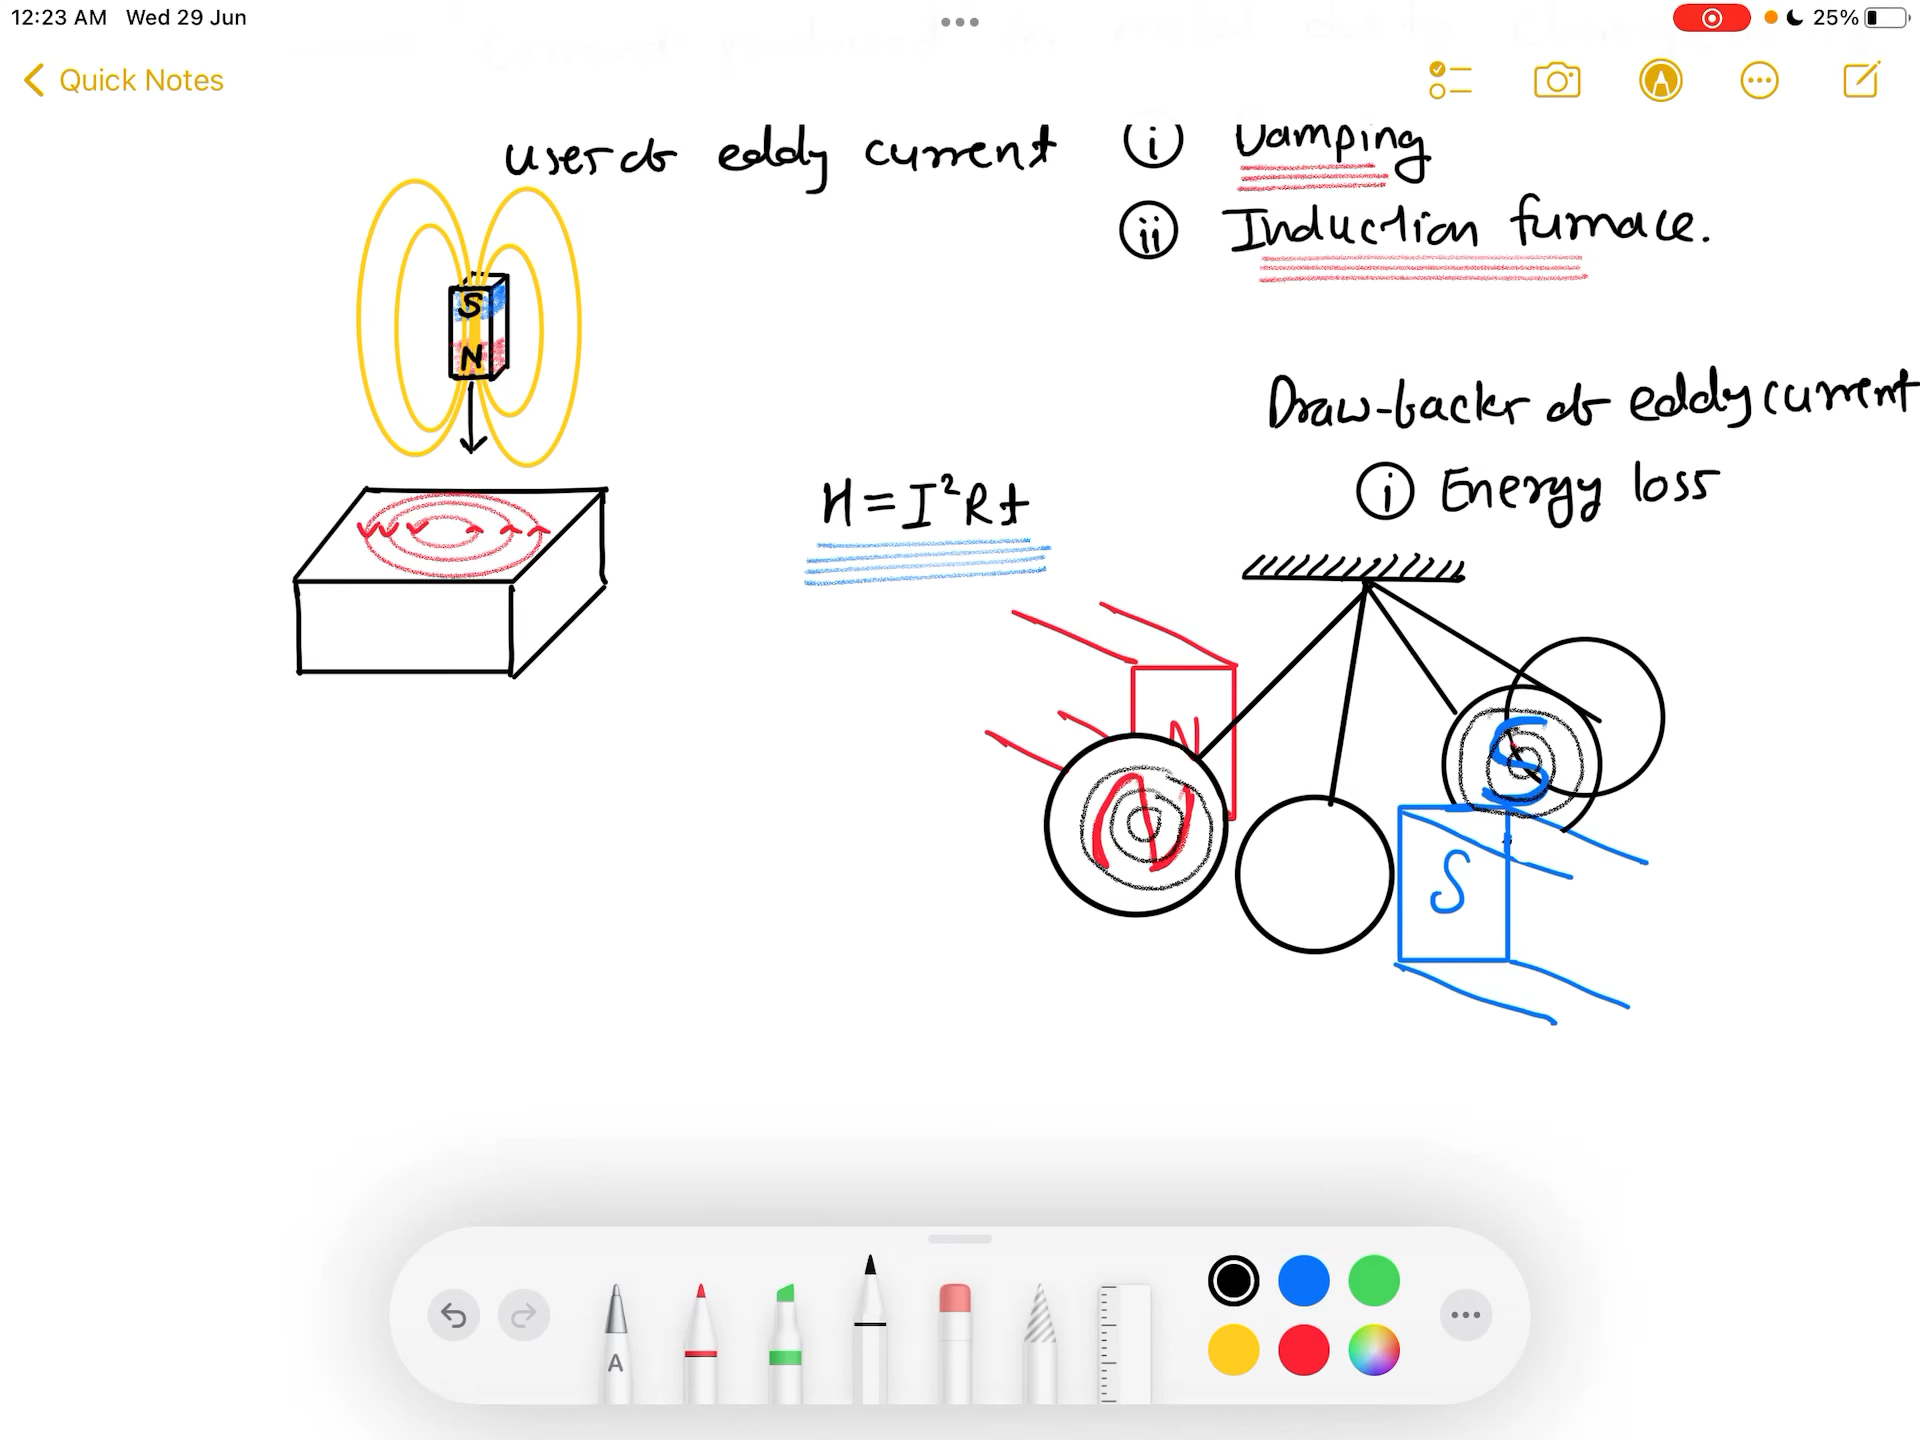 12:23 AM Wed 29 Jun
25%
Quick Notes
uses of eddy current (i) Damping
(ii) Induction furnace.
S
N
Draw-backs of eddy current
(i) Energy loss
H = I²Rt
N
N
S
S
A